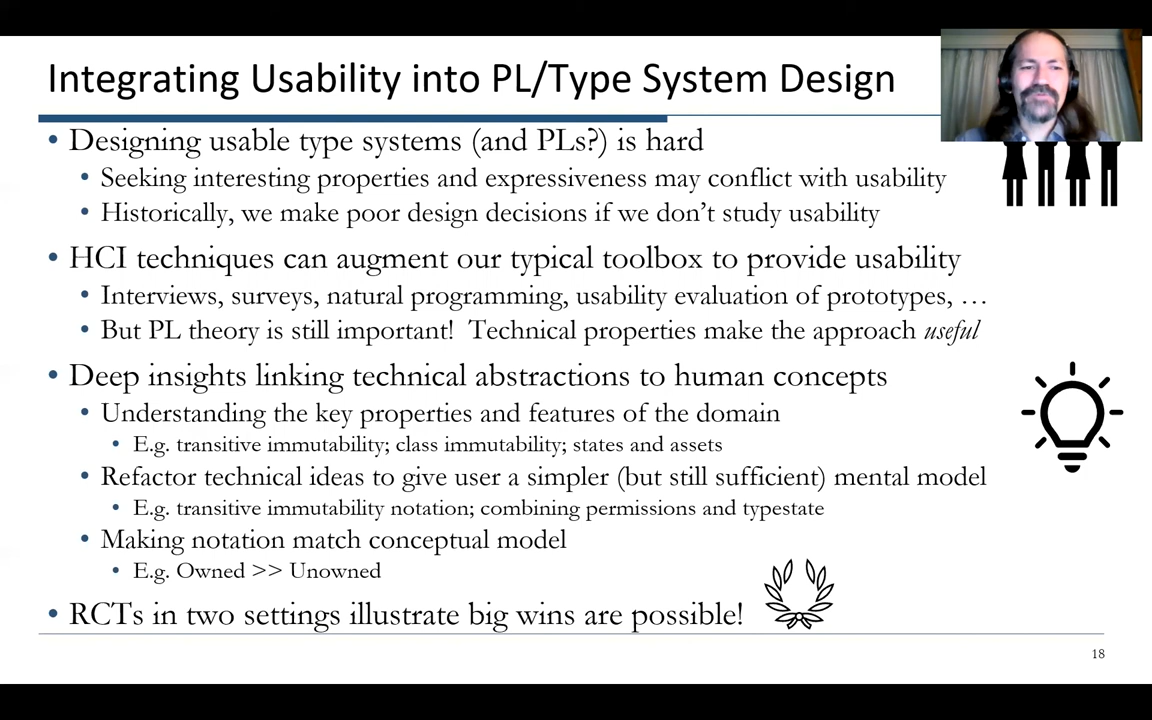 Integrating Usability into PL/Type System Design
• Designing usable type systems (and PLs?) is hard
• Seeking interesting properties and expressiveness may conflict with usability
• Historically, we make poor design decisions if we don’t study usability
• HCI techniques can augment our typical toolbox to provide usability
• Interviews, surveys, natural programming, usability evaluation of prototypes, …
• But PL theory is still important! Technical properties make the approach useful
• Deep insights linking technical abstractions to human concepts
• Understanding the key properties and features of the domain
• E.g. transitive immutability; class immutability; states and assets
• Refactor technical ideas to give user a simpler (but still sufficient) mental model
• E.g. transitive immutability notation; combining permissions and typestate
• Making notation match conceptual model
• E.g. Owned >> Unowned
• RCTs in two settings illustrate big wins are possible!
18